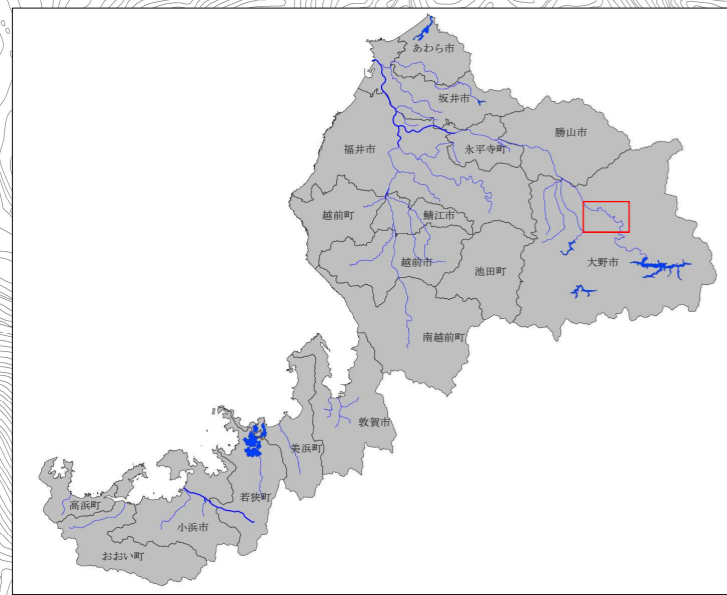 あわら市
坂井市
勝山市
福井市
永平寺町
越前町
鯖江市
越前市
池田町
大野市
南越前町
敦賀市
美浜町
若狭町
高浜町
小浜市
おおい町